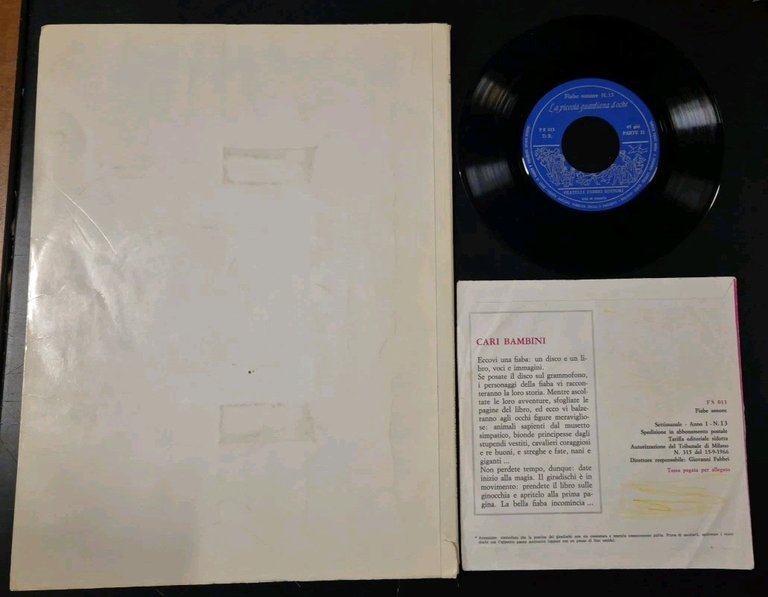 Fiabe sonore N.13
La piccola guardiana d'oche
FS 013
D.R.
45 giri
PARTE II
FRATELLI FABBRI EDITORI
CARI BAMBINI
Eccovi una fiaba: un disco e un li-
bro, voci e immagini.
Se posate il disco sul grammofono,
i personaggi della fiaba vi raccon-
teranno la loro storia. Mentre ascol-
tate le loro avventure, sfogliate le
pagine del libro, ed ecco vi balze-
ranno agli occhi figure meraviglio-
se: animali sapienti dal musetto
simpatico, bionde principesse dagli
stupendi vestiti, cavalieri coraggiosi
e re buoni, e streghe e fate, nani e
giganti ...
Non perdete tempo, dunque: date
inizio alla magia. Il giradischi è in
movimento: prendete il libro sulle
ginocchia e apritelo alla prima pa-
gina. La bella fiaba incomincia ...
FS 013
Fiabe sonore
Settimanale - Anno 1 - N. 13
Spedizione in abbonamento postale
Tariffa editoriale ridotta
Autorizzazione del Tribunale di Milano
N. 315 del 15-9-1966
Direttore responsabile: Giovanni Fabbri
Tassa pagata per allegato